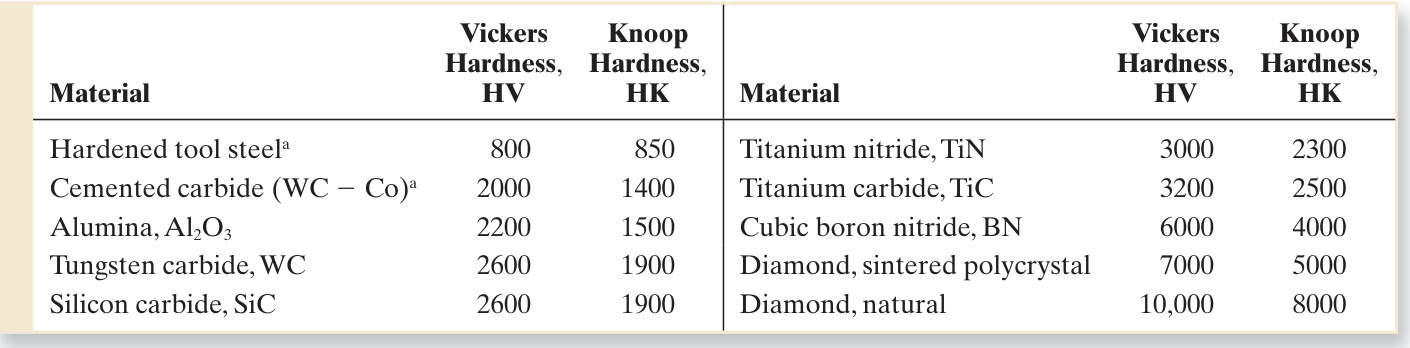 Material Vickers Hardness, HV Knoop Hardness, HK Material Vickers Hardness, HV Knoop Hardness, HK
Hardened tool steelᵃ 800 850 Titanium nitride, TiN 3000 2300
Cemented carbide (WC − Co)ᵃ 2000 1400 Titanium carbide, TiC 3200 2500
Alumina, Al₂O₃ 2200 1500 Cubic boron nitride, BN 6000 4000
Tungsten carbide, WC 2600 1900 Diamond, sintered polycrystal 7000 5000
Silicon carbide, SiC 2600 1900 Diamond, natural 10,000 8000